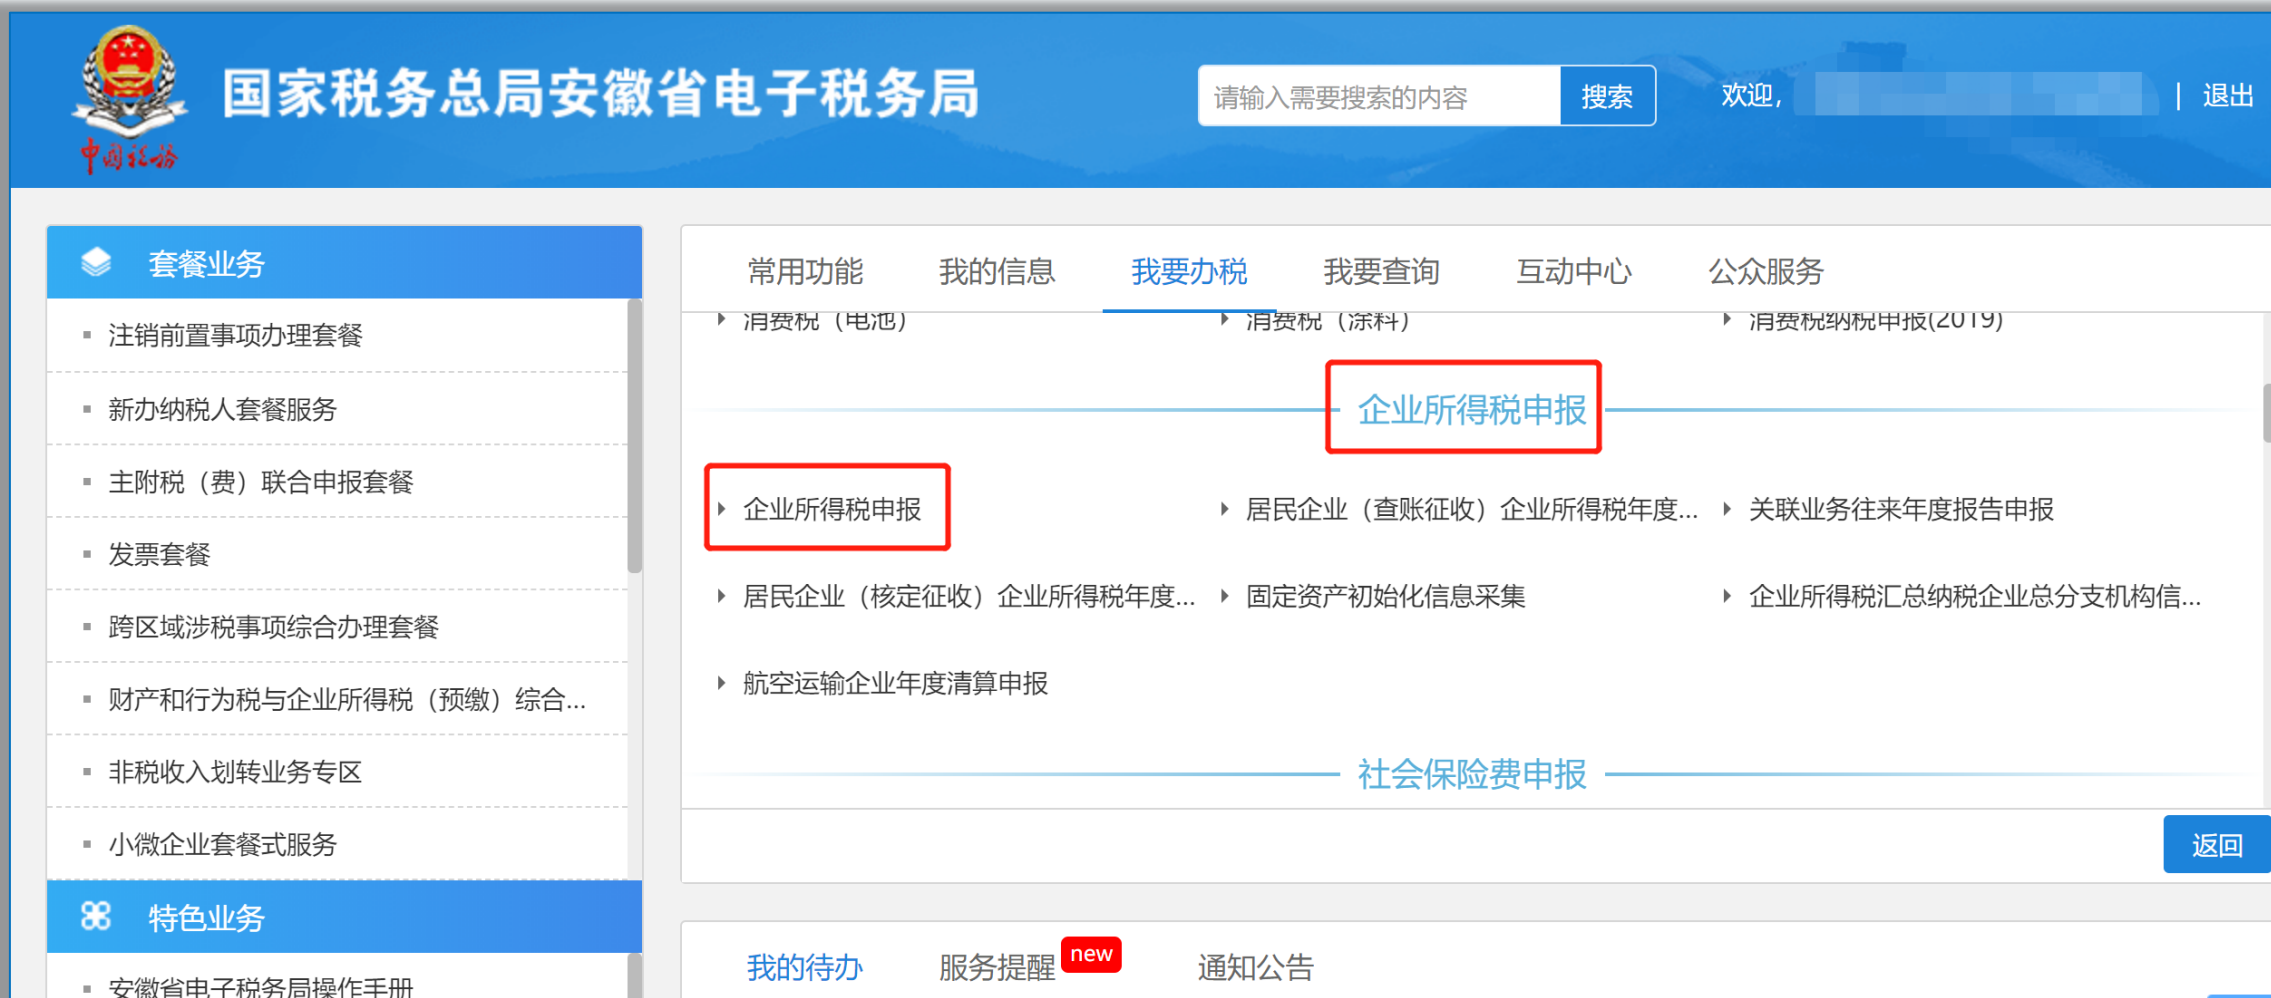 国家税务总局安徽省电子税务局
中国税务
请输入需要搜索的内容
搜索
欢迎,
| 退出
套餐业务
注销前置事项办理套餐
新办纳税人套餐服务
主附税（费）联合申报套餐
发票套餐
跨区域涉税事项综合办理套餐
财产和行为税与企业所得税（预缴）综合...
非税收入划转业务专区
小微企业套餐式服务
特色业务
安徽省电子税务局操作手册
常用功能 我的信息 我要办税 我要查询 互动中心 公众服务
消费税（电池） 消费税（涂料） 消费税纳税申报(2019)
企业所得税申报
企业所得税申报 居民企业（查账征收）企业所得税年度... 关联业务往来年度报告申报
居民企业（核定征收）企业所得税年度... 固定资产初始化信息采集 企业所得税汇总纳税企业总分支机构信...
航空运输企业年度清算申报
社会保险费申报
返回
我的待办 服务提醒 new 通知公告